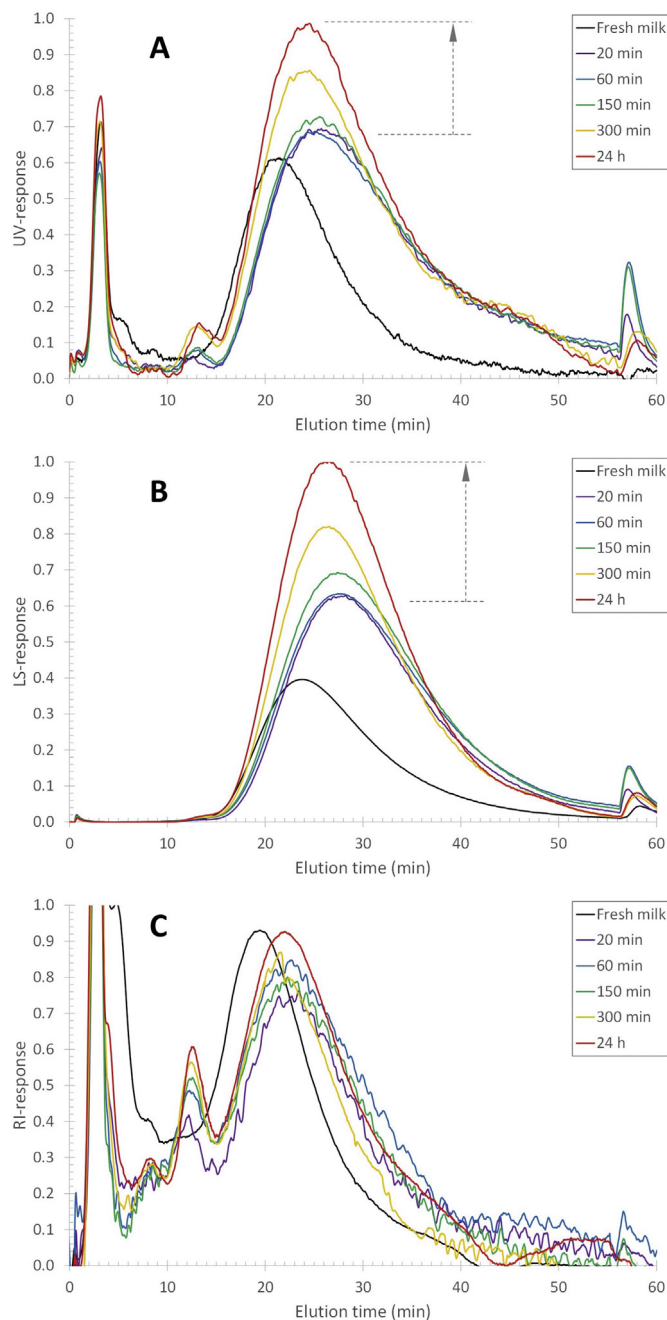 A
Fresh milk
20 min
60 min
150 min
300 min
24 h
UV-response
1.0
0.9
0.8
0.7
0.6
0.5
0.4
0.3
0.2
0.1
0.0
0 10 20 30 40 50 60
Elution time (min)
B
Fresh milk
20 min
60 min
150 min
300 min
24 h
LS-response
1.0
0.9
0.8
0.7
0.6
0.5
0.4
0.3
0.2
0.1
0.0
0 10 20 30 40 50 60
Elution time (min)
C
Fresh milk
20 min
60 min
150 min
300 min
24 h
RI-response
1.0
0.9
0.8
0.7
0.6
0.5
0.4
0.3
0.2
0.1
0.0
0 10 20 30 40 50 60
Elution time (min)